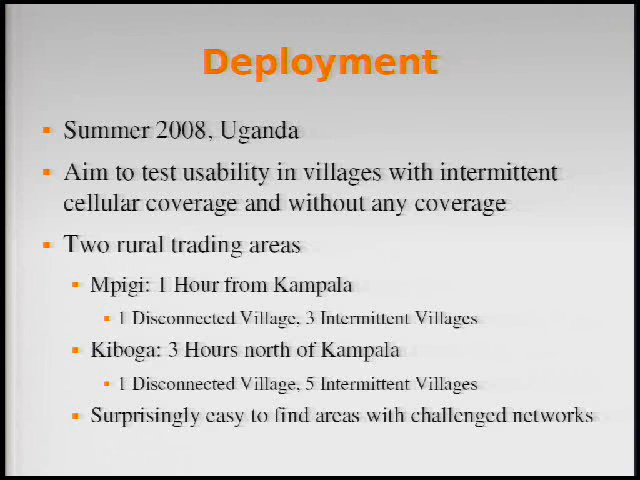 Deployment
Summer 2008, Uganda
Aim to test usability in villages with intermittent
cellular coverage and without any coverage
Two rural trading areas
Mpigi: 1 Hour from Kampala
1 Disconnected Village, 3 Intermittent Villages
Kiboga: 3 Hours north of Kampala
1 Disconnected Village, 5 Intermittent Villages
Surprisingly easy to find areas with challenged networks